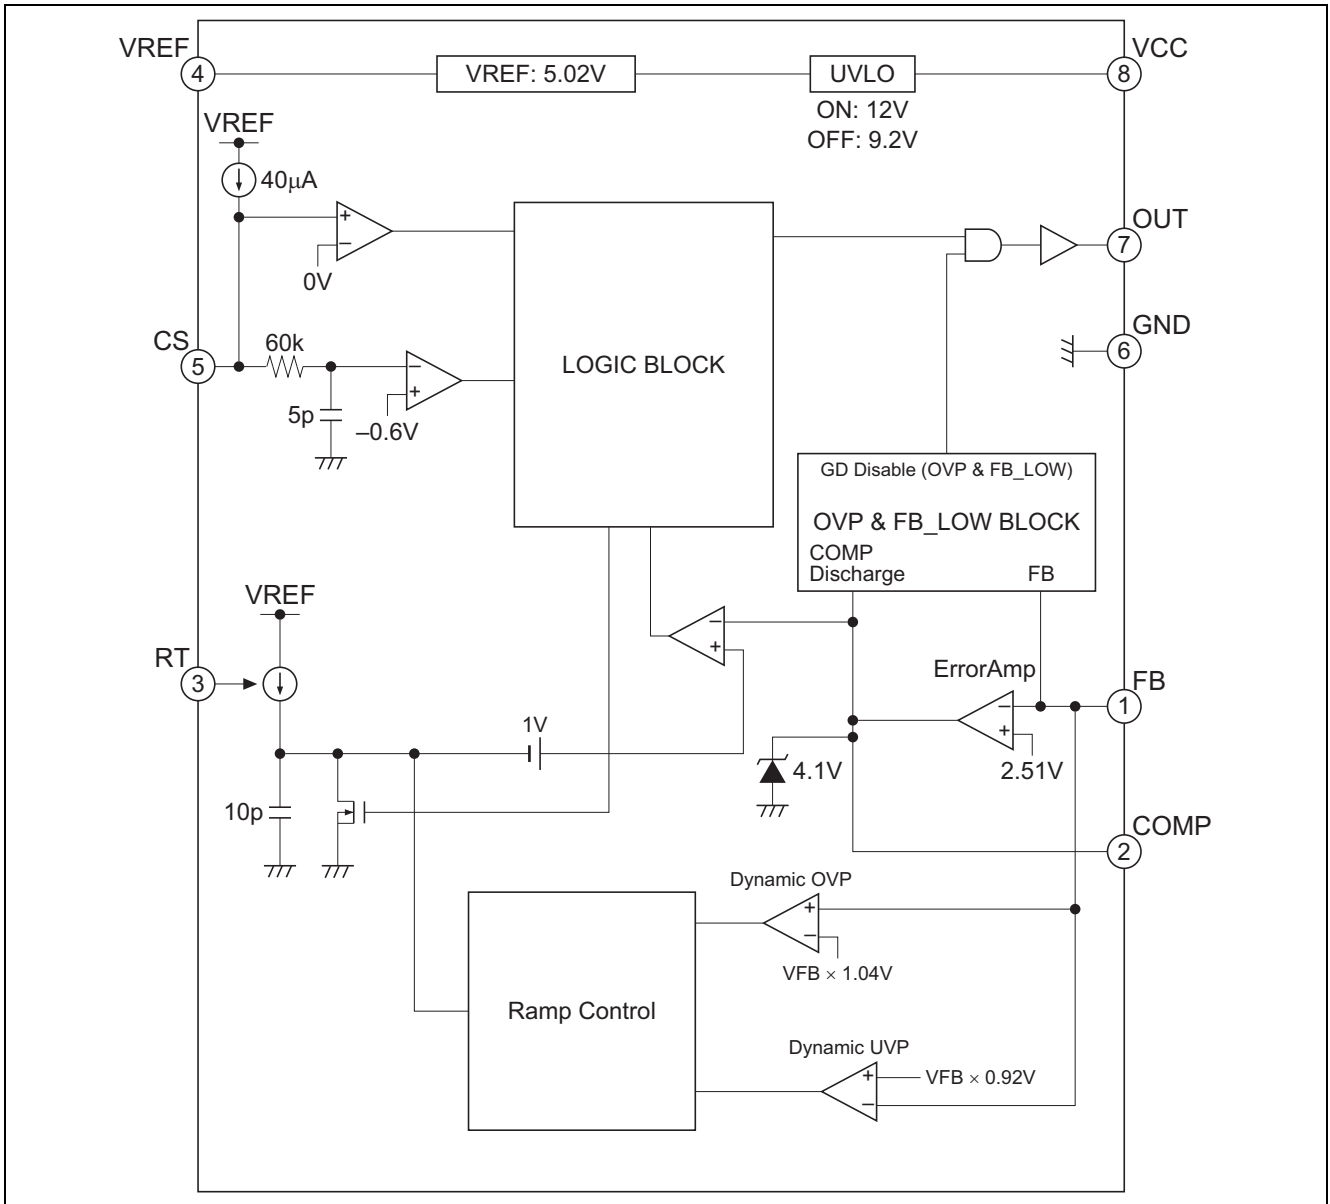 VREF
4
VREF: 5.02V
UVLO
ON: 12V
OFF: 9.2V
VCC
8
VREF
40μA
+
−
0V
OUT
7
GND
6
CS
5
60k
5p
−
+
–0.6V
LOGIC BLOCK
GD Disable (OVP & FB_LOW)
OVP & FB_LOW BLOCK
COMP
Discharge
FB
VREF
RT
3
−
+
ErrorAmp
−
+
2.51V
FB
1
1V
4.1V
10p
COMP
2
Dynamic OVP
+
−
VFB × 1.04V
Ramp Control
Dynamic UVP
+
−
VFB × 0.92V